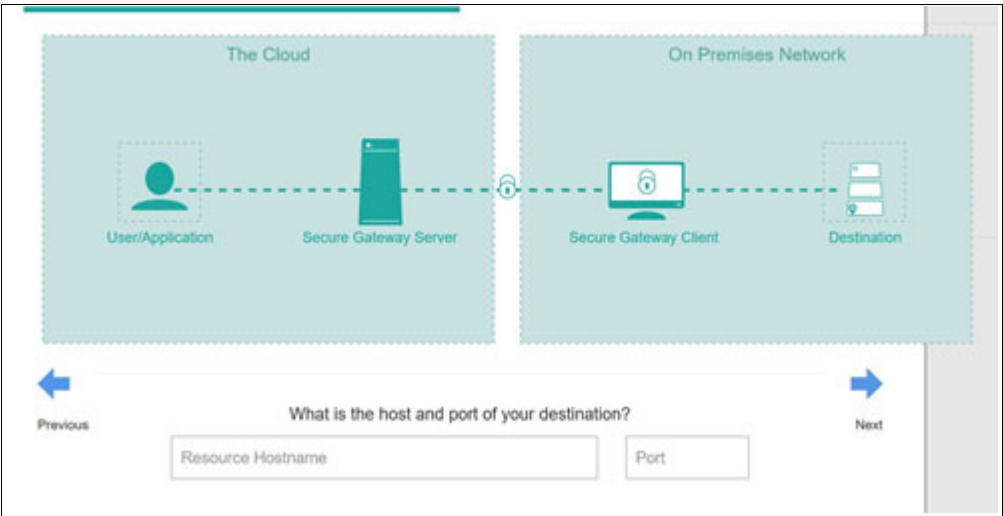 The Cloud
On Premises Network
User/Application
Secure Gateway Server
Secure Gateway Client
Destination
Previous
Next
What is the host and port of your destination?
Resource Hostname
Port